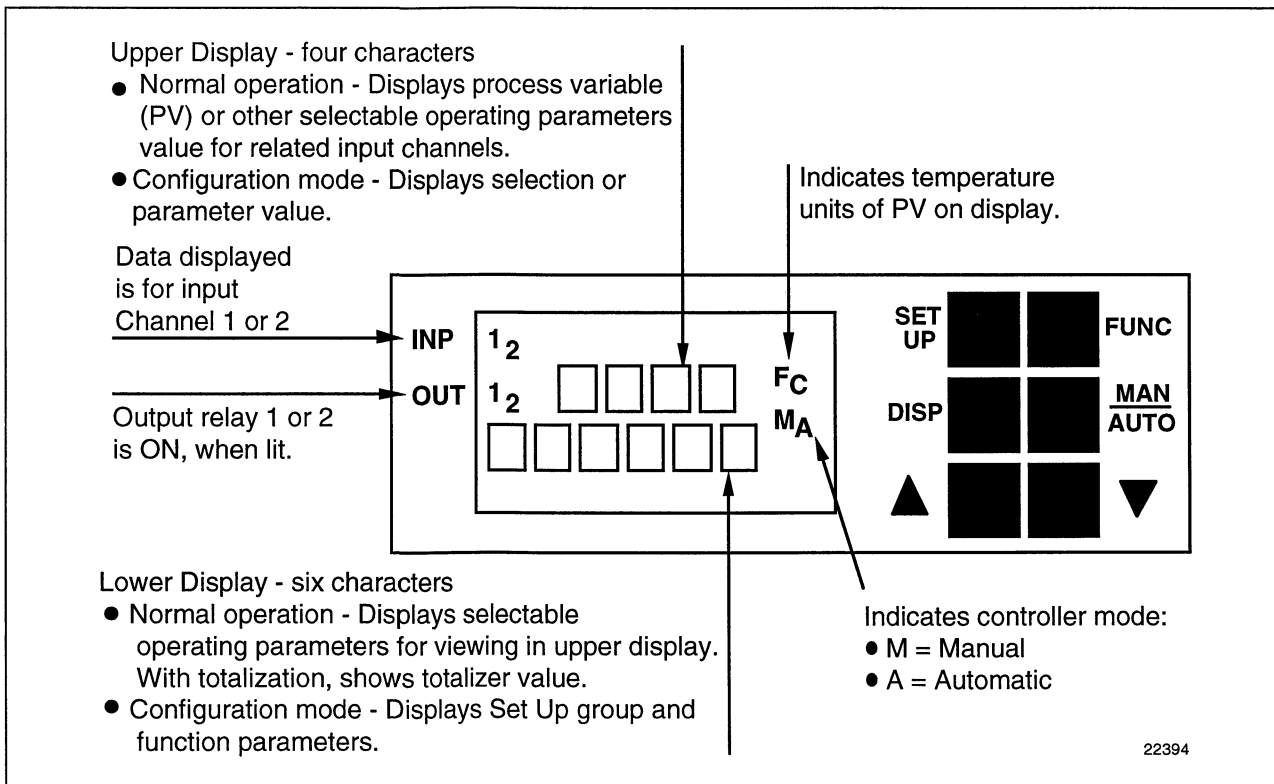 Upper Display - four characters
● Normal operation - Displays process variable
(PV) or other selectable operating parameters
value for related input channels.
● Configuration mode - Displays selection or
parameter value.
Indicates temperature
units of PV on display.
Data displayed
is for input
Channel 1 or 2
Output relay 1 or 2
is ON, when lit.
INP 1 2
OUT 1 2
F C
M A
SET
UP
FUNC
DISP
MAN
AUTO
▲ ▼
Lower Display - six characters
● Normal operation - Displays selectable
operating parameters for viewing in upper display.
With totalization, shows totalizer value.
● Configuration mode - Displays Set Up group and
function parameters.
Indicates controller mode:
● M = Manual
● A = Automatic
22394